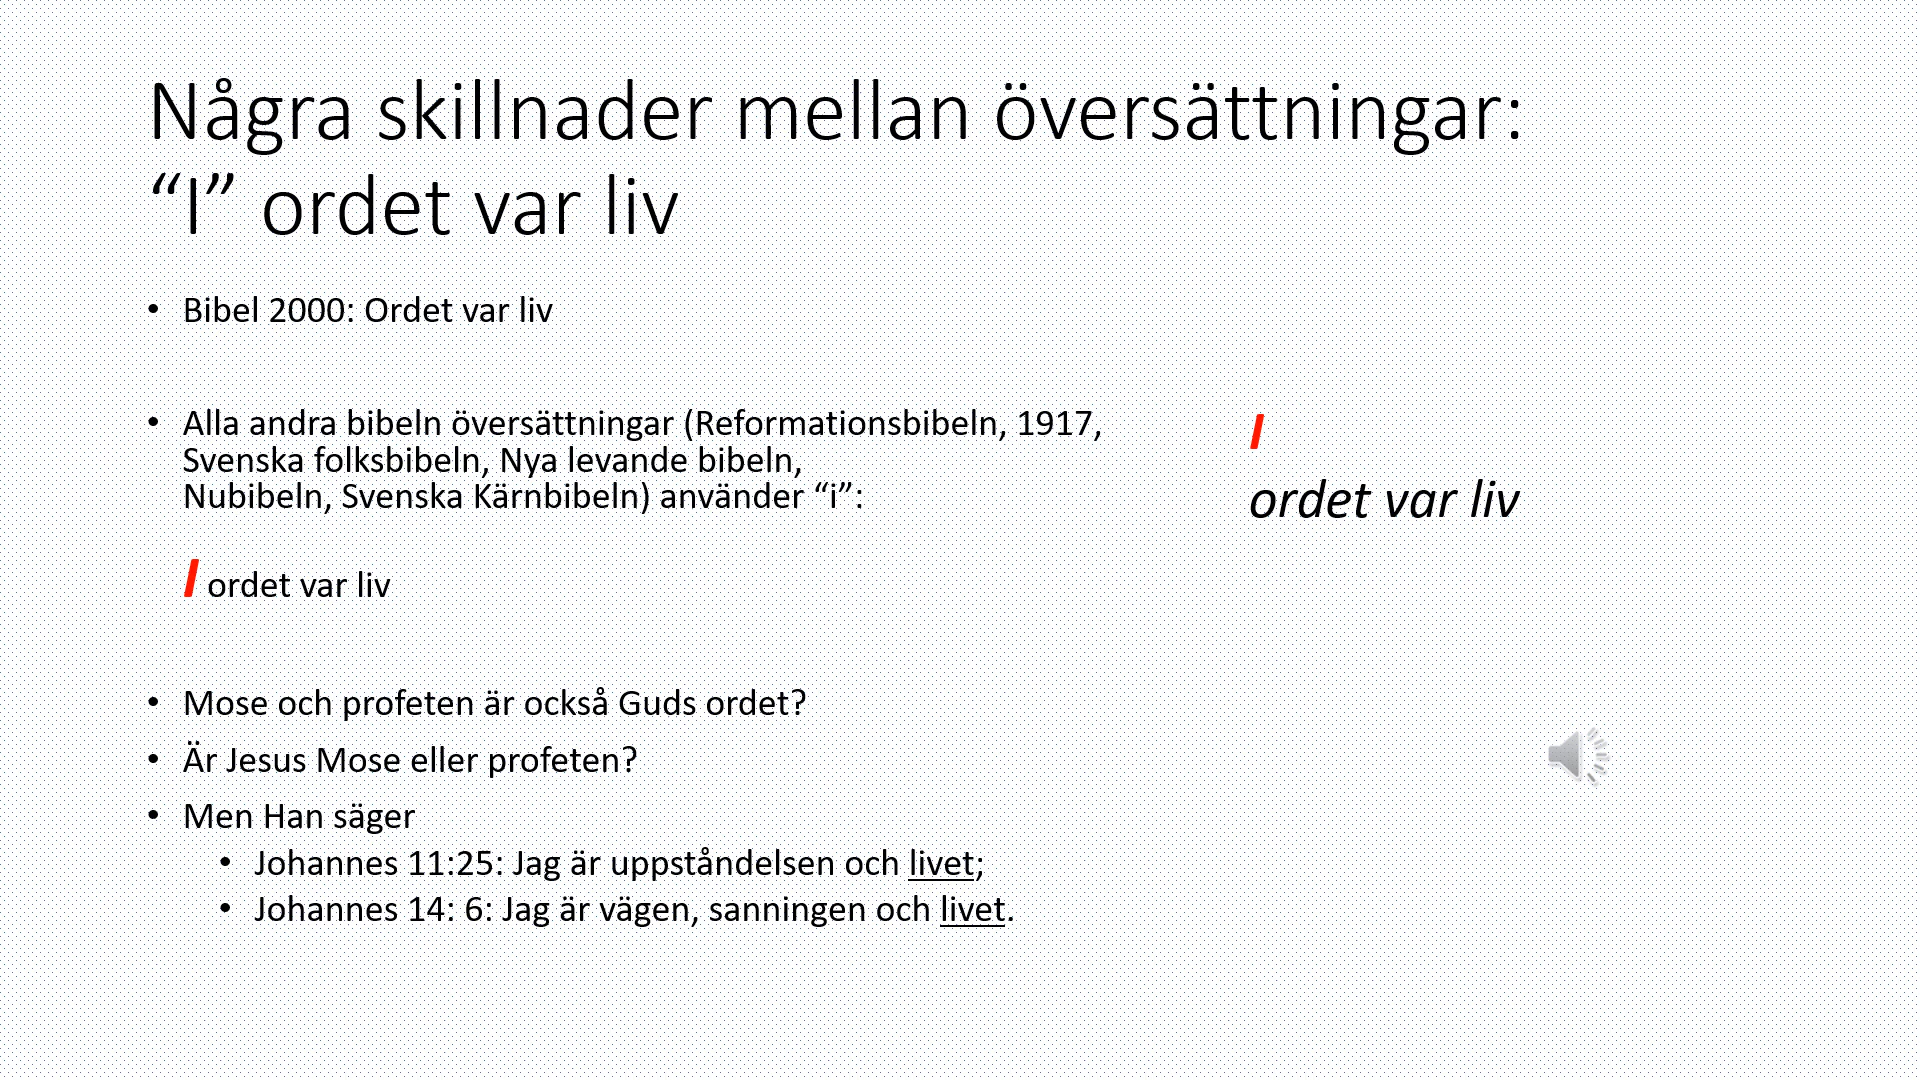 Några skillnader mellan översättningar:
“I” ordet var liv
• Bibel 2000: Ordet var liv
• Alla andra bibeln översättningar (Reformationsbibeln, 1917,
Svenska folksbibeln, Nya levande bibeln,
Nubibeln, Svenska Kärnbibeln) använder “i”:
I ordet var liv
• Mose och profeten är också Guds ordet?
• Är Jesus Mose eller profeten?
• Men Han säger
• Johannes 11:25: Jag är uppståndelsen och livet;
• Johannes 14: 6: Jag är vägen, sanningen och livet.
I
ordet var liv